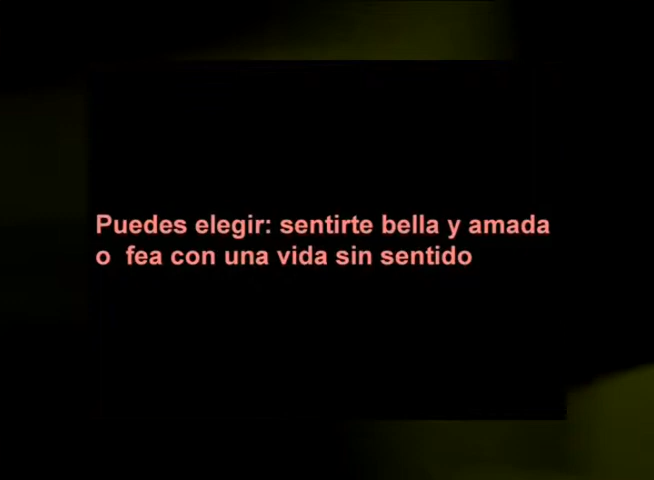 Puedes elegir: sentirte bella y amada
o fea con una vida sin sentido